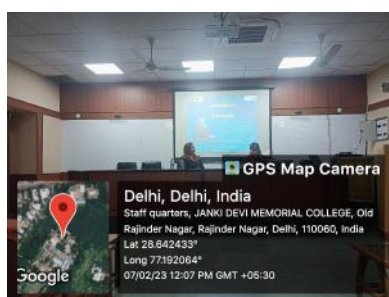 GPS Map Camera
Delhi, Delhi, India
Staff quarters, JANKI DEVI MEMORIAL COLLEGE, Old
Rajinder Nagar, Rajinder Nagar, Delhi, 110060, India
Lat 28.642433°
Long 77.192064°
07/02/23 12:07 PM GMT +05:30
Google